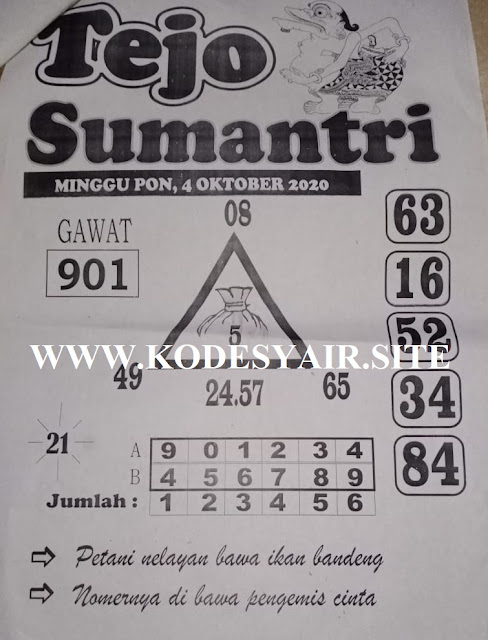 Tejo
Sumantri
MINGGU PON, 4 OKTOBER 2020
GAWAT
901
08
5
49
24.57
65
63
16
52
34
84
WWW.KODESYAIR.SITE
21
A 9 0 1 2 3 4
B 4 5 6 7 8 9
Jumlah : 1 2 3 4 5 6
Petani nelayan bawa ikan bandeng
Nomernya di bawa pengemis cinta